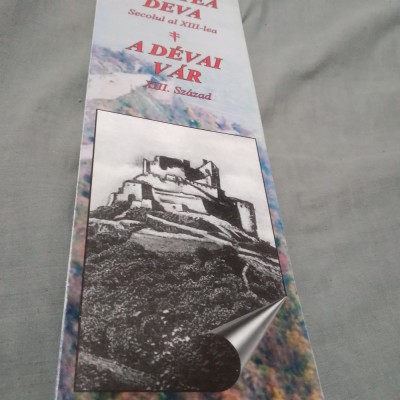 DEVA
Secolul al XIII-lea
A DÉVAI
VÁR
XIII. Század